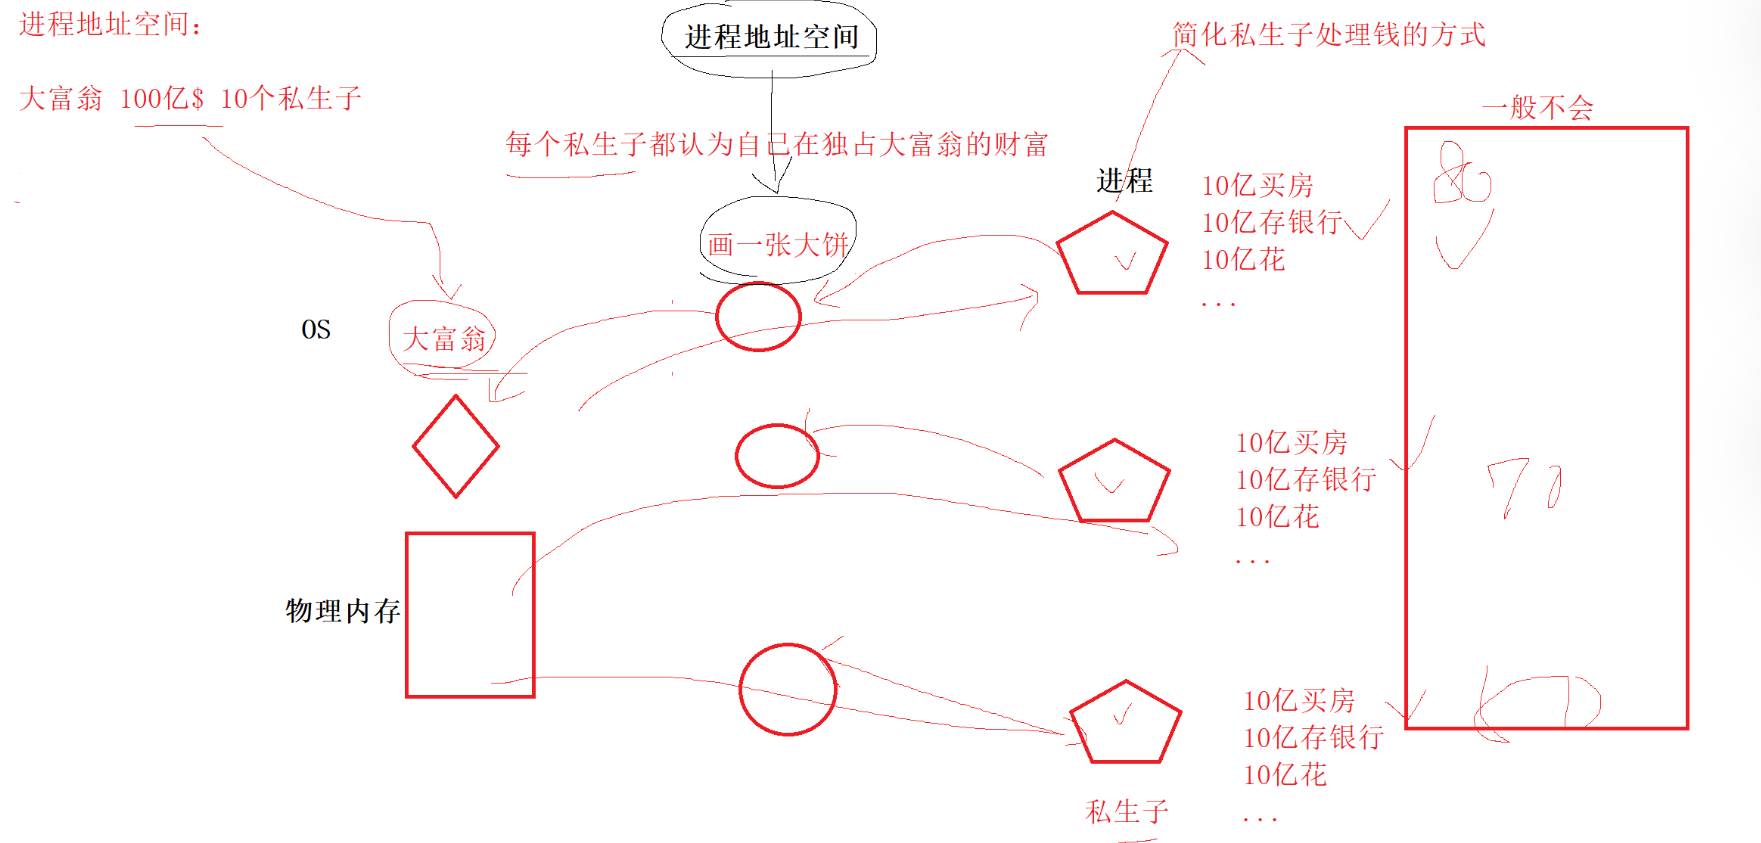 进程地址空间：
大富翁 100亿$ 10个私生子
进程地址空间
每个私生子都认为自己在独占大富翁的财富
画一张大饼
简化私生子处理钱的方式
一般不会
进程
10亿买房
10亿存银行
10亿花
...
OS
大富翁
10亿买房
10亿存银行
10亿花
...
70
物理内存
10亿买房
10亿存银行
10亿花
...
私生子